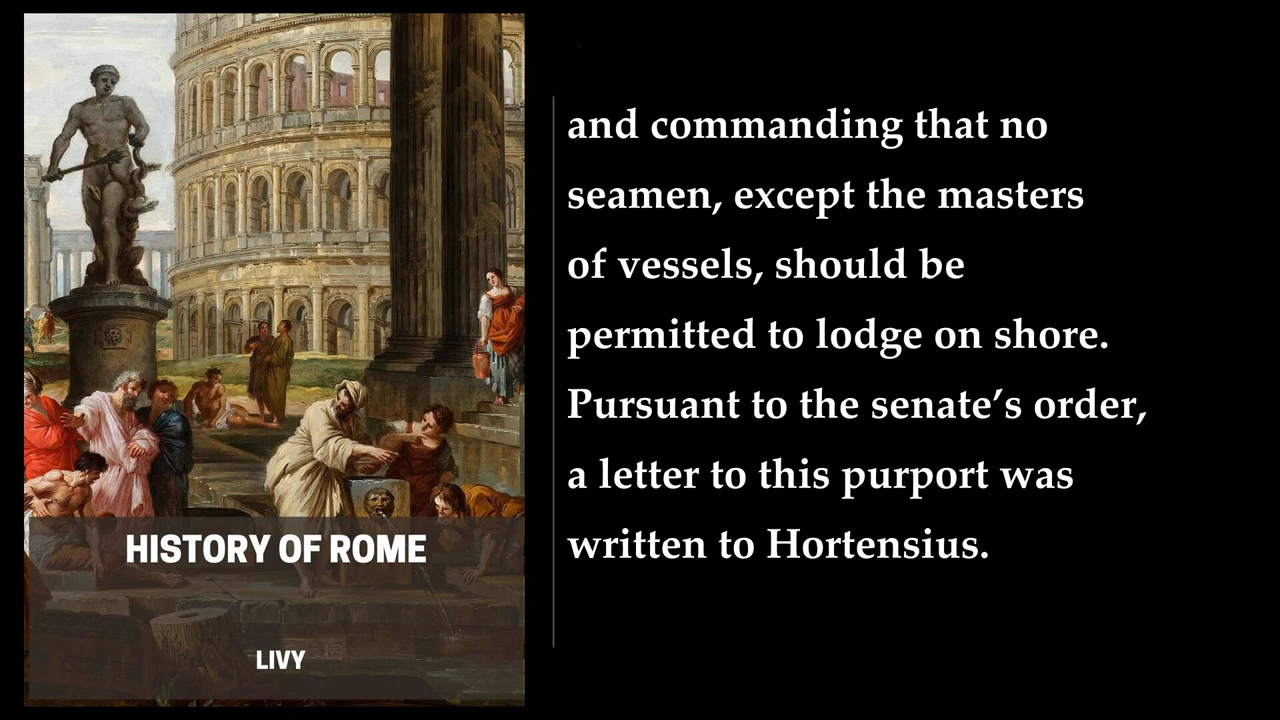 HISTORY OF ROME
LIVY
and commanding that no
seamen, except the masters
of vessels, should be
permitted to lodge on shore.
Pursuant to the senate’s order,
a letter to this purport was
written to Hortensius.